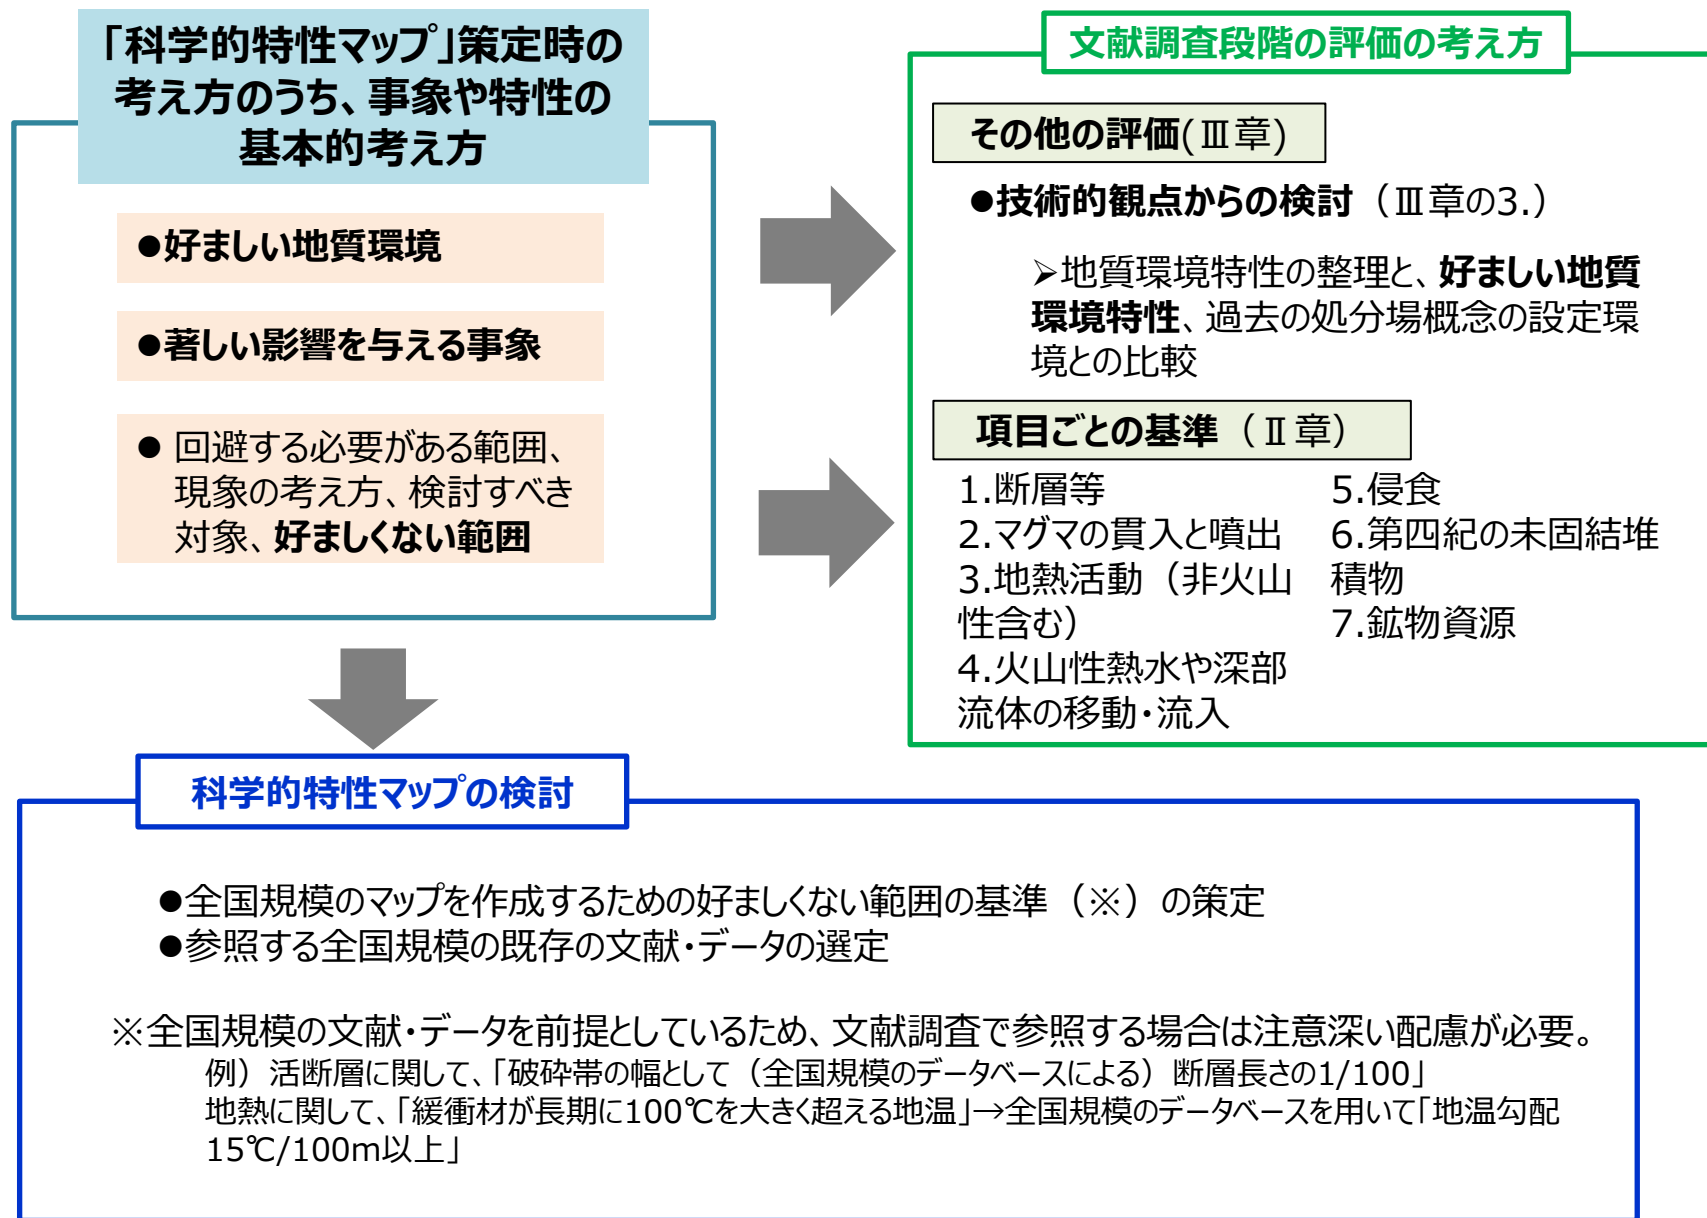 「科学的特性マップ」策定時の
考え方のうち、事象や特性の
基本的考え方
●好ましい地質環境
●著しい影響を与える事象
● 回避する必要がある範囲、
現象の考え方、検討すべき
対象、好ましくない範囲
文献調査段階の評価の考え方
その他の評価(Ⅲ章)
●技術的観点からの検討（Ⅲ章の3.）
➢地質環境特性の整理と、好ましい地質
環境特性、過去の処分場概念の設定環
境との比較
項目ごとの基準（Ⅱ章）
1.断層等
2.マグマの貫入と噴出
3.地熱活動（非火山
性含む）
4.火山性熱水や深部
流体の移動・流入
5.侵食
6.第四紀の未固結堆
積物
7.鉱物資源
科学的特性マップの検討
●全国規模のマップを作成するための好ましくない範囲の基準（※）の策定
●参照する全国規模の既存の文献・データの選定
※全国規模の文献・データを前提としているため、文献調査で参照する場合は注意深い配慮が必要。
例）活断層に関して、「破砕帯の幅として（全国規模のデータベースによる）断層長さの1/100」
地熱に関して、「緩衝材が長期に100℃を大きく超える地温」→全国規模のデータベースを用いて「地温勾配
15℃/100m以上」